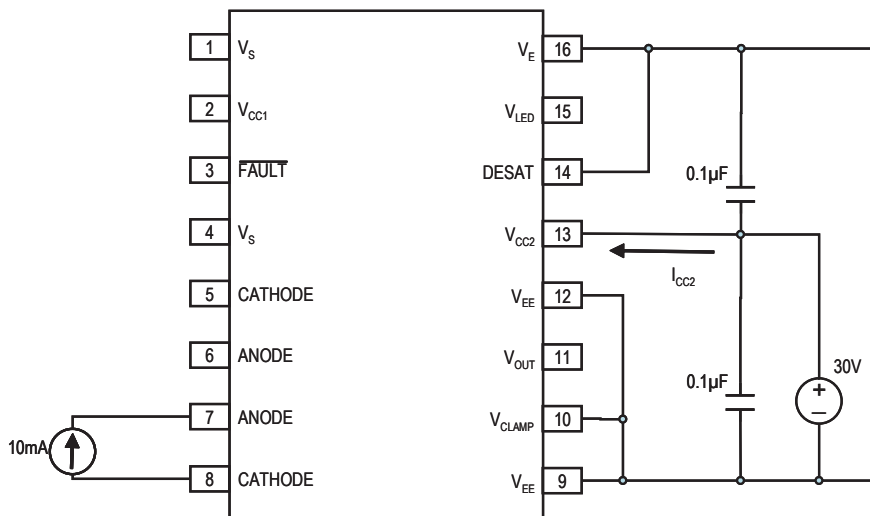 1 V_S
V_E 16
2 V_CC1
V_LED 15
3 FAULT
DESAT 14
0.1µF
4 V_S
V_CC2 13
I_CC2
5 CATHODE
V_EE 12
6 ANODE
V_OUT 11
30V
0.1µF
+
–
7 ANODE
V_CLAMP 10
10mA
8 CATHODE
V_EE 9